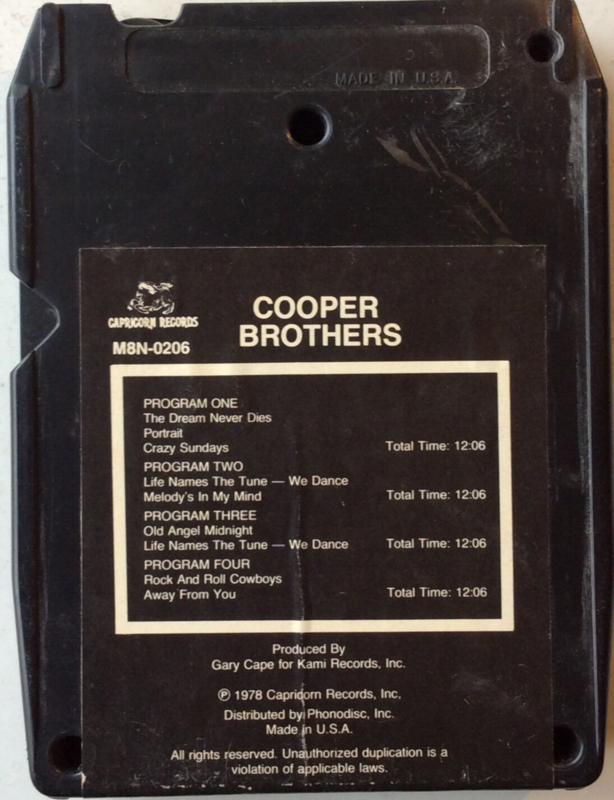 MADE IN U.S.A.
CAPRICORN RECORDS
M8N-0206
COOPER
BROTHERS
PROGRAM ONE
The Dream Never Dies
Portrait
Crazy Sundays Total Time: 12:06
PROGRAM TWO
Life Names The Tune — We Dance
Melody's In My Mind Total Time: 12:06
PROGRAM THREE
Old Angel Midnight
Life Names The Tune — We Dance Total Time: 12:06
PROGRAM FOUR
Rock And Roll Cowboys
Away From You Total Time: 12:06
Produced By
Gary Cape for Kami Records, Inc.
℗ 1978 Capricorn Records, Inc,
Distributed by Phonodisc, Inc.
Made in U.S.A.
All rights reserved. Unauthorized duplication is a
violation of applicable laws.